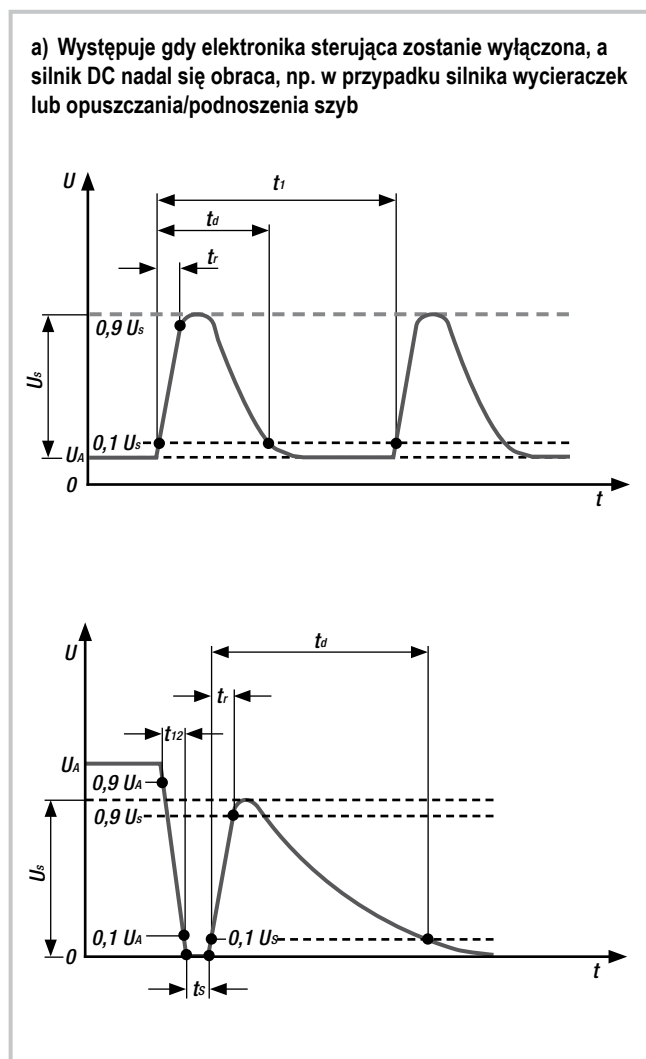 a) Występuje gdy elektronika sterująca zostanie wyłączona, a
silnik DC nadal się obraca, np. w przypadku silnika wycieraczek
lub opuszczania/podnoszenia szyb
U
t1
td
tr
0,9 Us
Us
0,1 Us
UA
0
t
U
td
tr
t12
UA
0,9 UA
0,9 Us
Us
0,1 UA
0,1 Us
0
t
ts